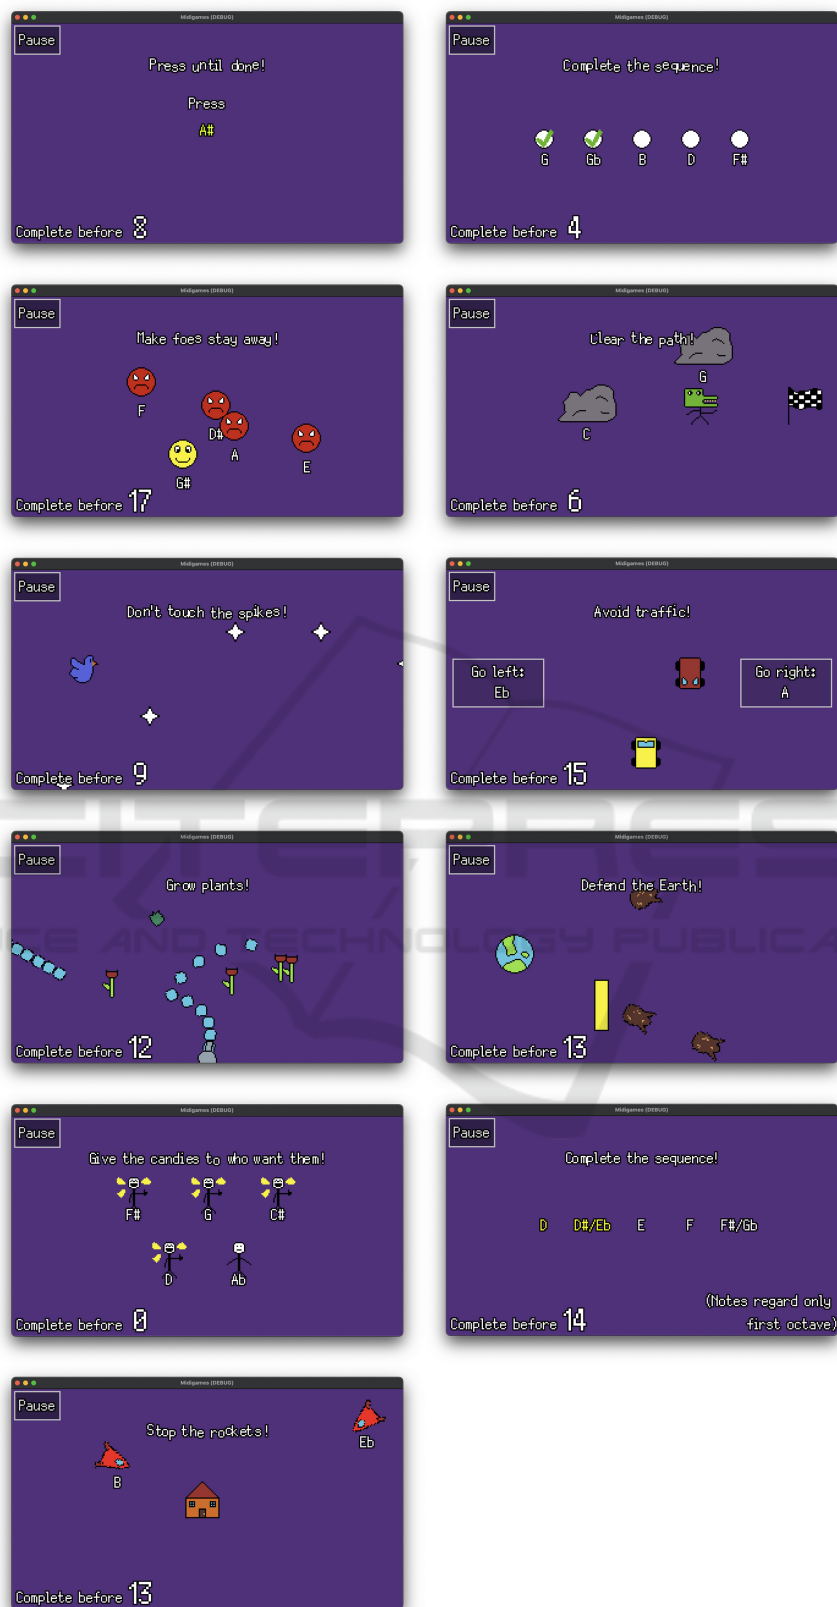 Midigames (DEBUG)
Pause
Press until done!
Press
A#
Complete before 8
Midigames (DEBUG)
Pause
Complete the sequence!
G Gb B D F#
Complete before 4
Midigames (DEBUG)
Pause
Make foes stay away!
F
D#
A
E
G#
Complete before 17
Midigames (DEBUG)
Pause
Clear the path!
G
C
Complete before 6
Midigames (DEBUG)
Pause
Don't touch the spikes!
Complete before 9
Midigames (DEBUG)
Pause
Avoid traffic!
Go left:
Eb
Go right:
A
Complete before 15
Midigames (DEBUG)
Pause
Grow plants!
Complete before 12
Midigames (DEBUG)
Pause
Defend the Earth!
Complete before 13
Midigames (DEBUG)
Pause
Give the candies to who want them!
F# G C#
D Ab
Complete before 0
Midigames (DEBUG)
Pause
Complete the sequence!
D D#/Eb E F F#/Gb
(Notes regard only
first octave)
Complete before 14
Midigames (DEBUG)
Pause
Stop the rockets!
Eb
B
Complete before 13